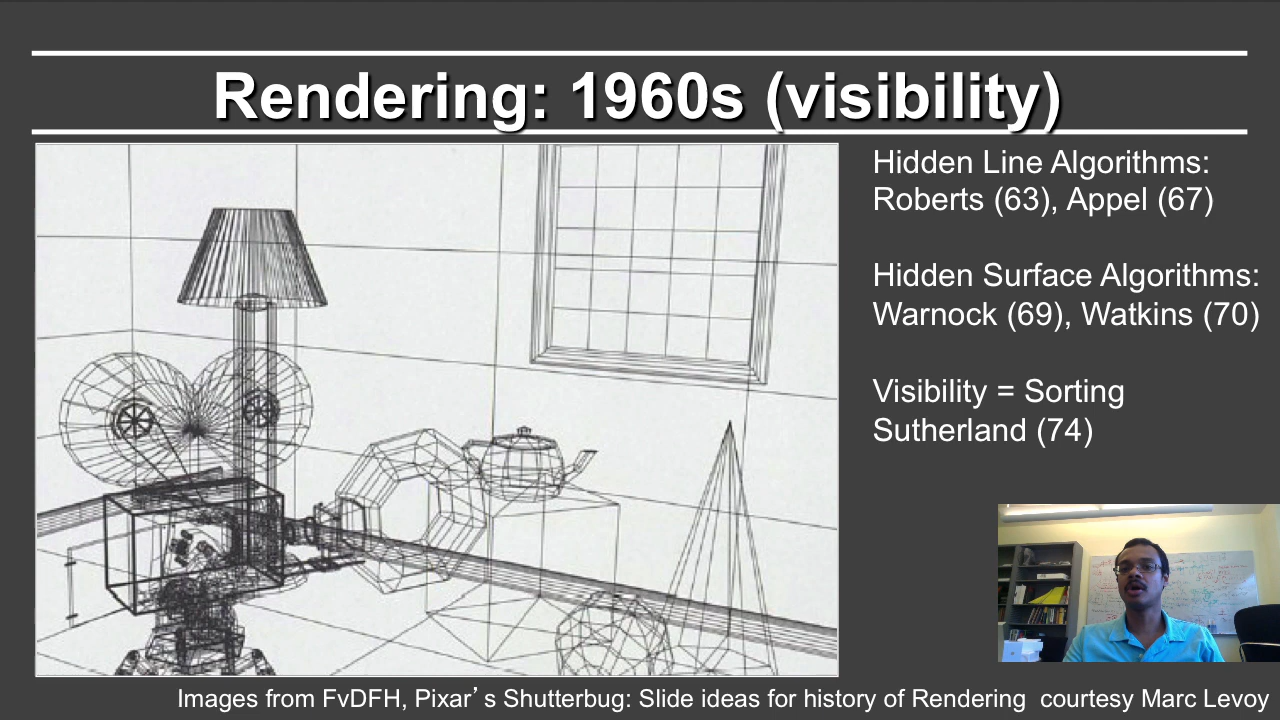 Rendering: 1960s (visibility)
Hidden Line Algorithms:
Roberts (63), Appel (67)
Hidden Surface Algorithms:
Warnock (69), Watkins (70)
Visibility = Sorting
Sutherland (74)
Images from FvDFH, Pixar’s Shutterbug: Slide ideas for history of Rendering courtesy Marc Levoy